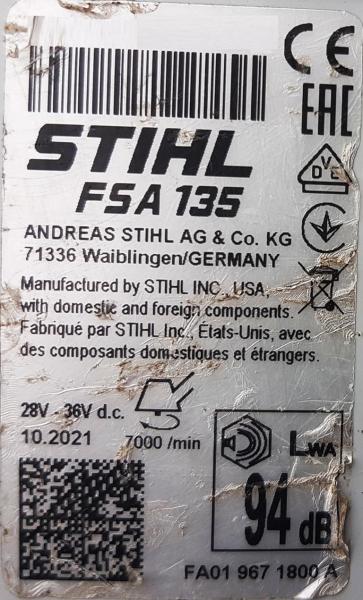 CE
EAC
STIHL
FSA 135
VDE
ANDREAS STIHL AG & Co. KG
71336 Waiblingen/GERMANY
Manufactured by STIHL INC. USA,
with domestic and foreign components.
Fabriqué par STIHL Inc., États-Unis, avec
des composants domestiques et étrangers.
28V - 36V d.c.
10.2021
7000 /min
LWA
94 dB
FA01 967 1800 A